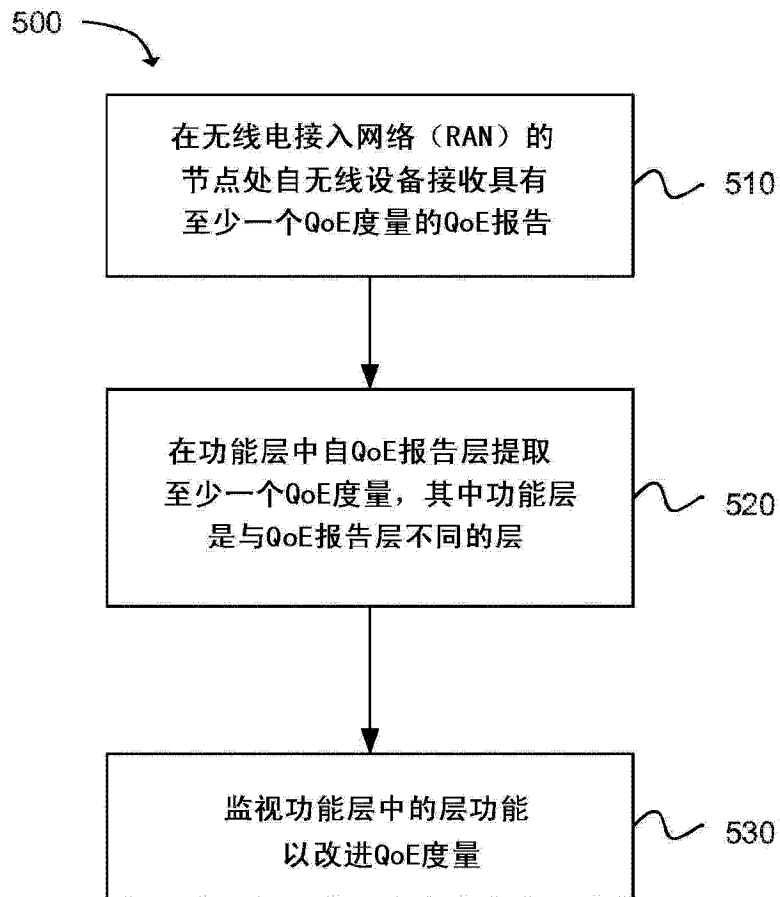 500
在无线电接入网络（RAN）的
节点处自无线设备接收具有
至少一个QoE度量的QoE报告
510
在功能层中自QoE报告层提取
至少一个QoE度量，其中功能层
是与QoE报告层不同的层
520
监视功能层中的层功能
以改进QoE度量
530